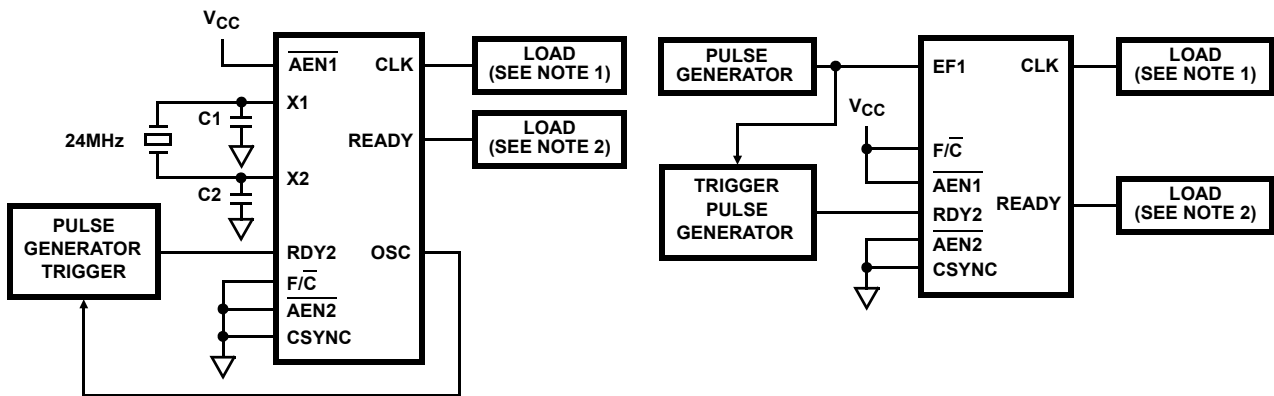 VCC
AEN1
CLK
LOAD
(SEE NOTE 1)
X1
C1
24MHz
READY
LOAD
(SEE NOTE 2)
X2
C2
PULSE
GENERATOR
TRIGGER
RDY2
OSC
F/C
AEN2
CSYNC
PULSE
GENERATOR
EF1
CLK
LOAD
(SEE NOTE 1)
VCC
F/C
TRIGGER
PULSE
GENERATOR
AEN1
RDY2
READY
LOAD
(SEE NOTE 2)
AEN2
CSYNC